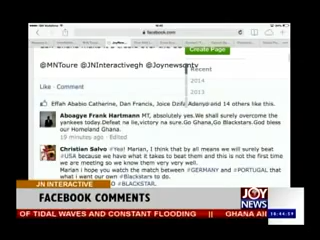 facebook.com
Create Page
@MNToure @JNInteractivegh @Joynewsontv
Recent
2014
2013
Like · Comment
Effah Ababio Catharine, Dan Francis, Joice Dzifa Adanyo and 14 others like this.
Aboagye Frank Hartmann MT, absolutely yes.We shall surely overcome the yankees today.Defeat na lie,victory na sure.Go Ghana,Go Blackstars.God bless our Homeland Ghana.
19 minutes ago · Edited
Christian Salvo #Yes! Marian, I think that by all means we will surely beat
#USA because we have what it takes to beat them and this is not the first time
we are meeting so we know them very very well.
Marian i hope you watch the match between #GERMANY and #PORTUGAL that
what i want our own #Blackstars to do.
#BLACKSTAR.
JN INTERACTIVE
FACEBOOK COMMENTS
JOY
NEWS
OF TIDAL WAVES AND CONSTANT FLOODING || GHANA AIR